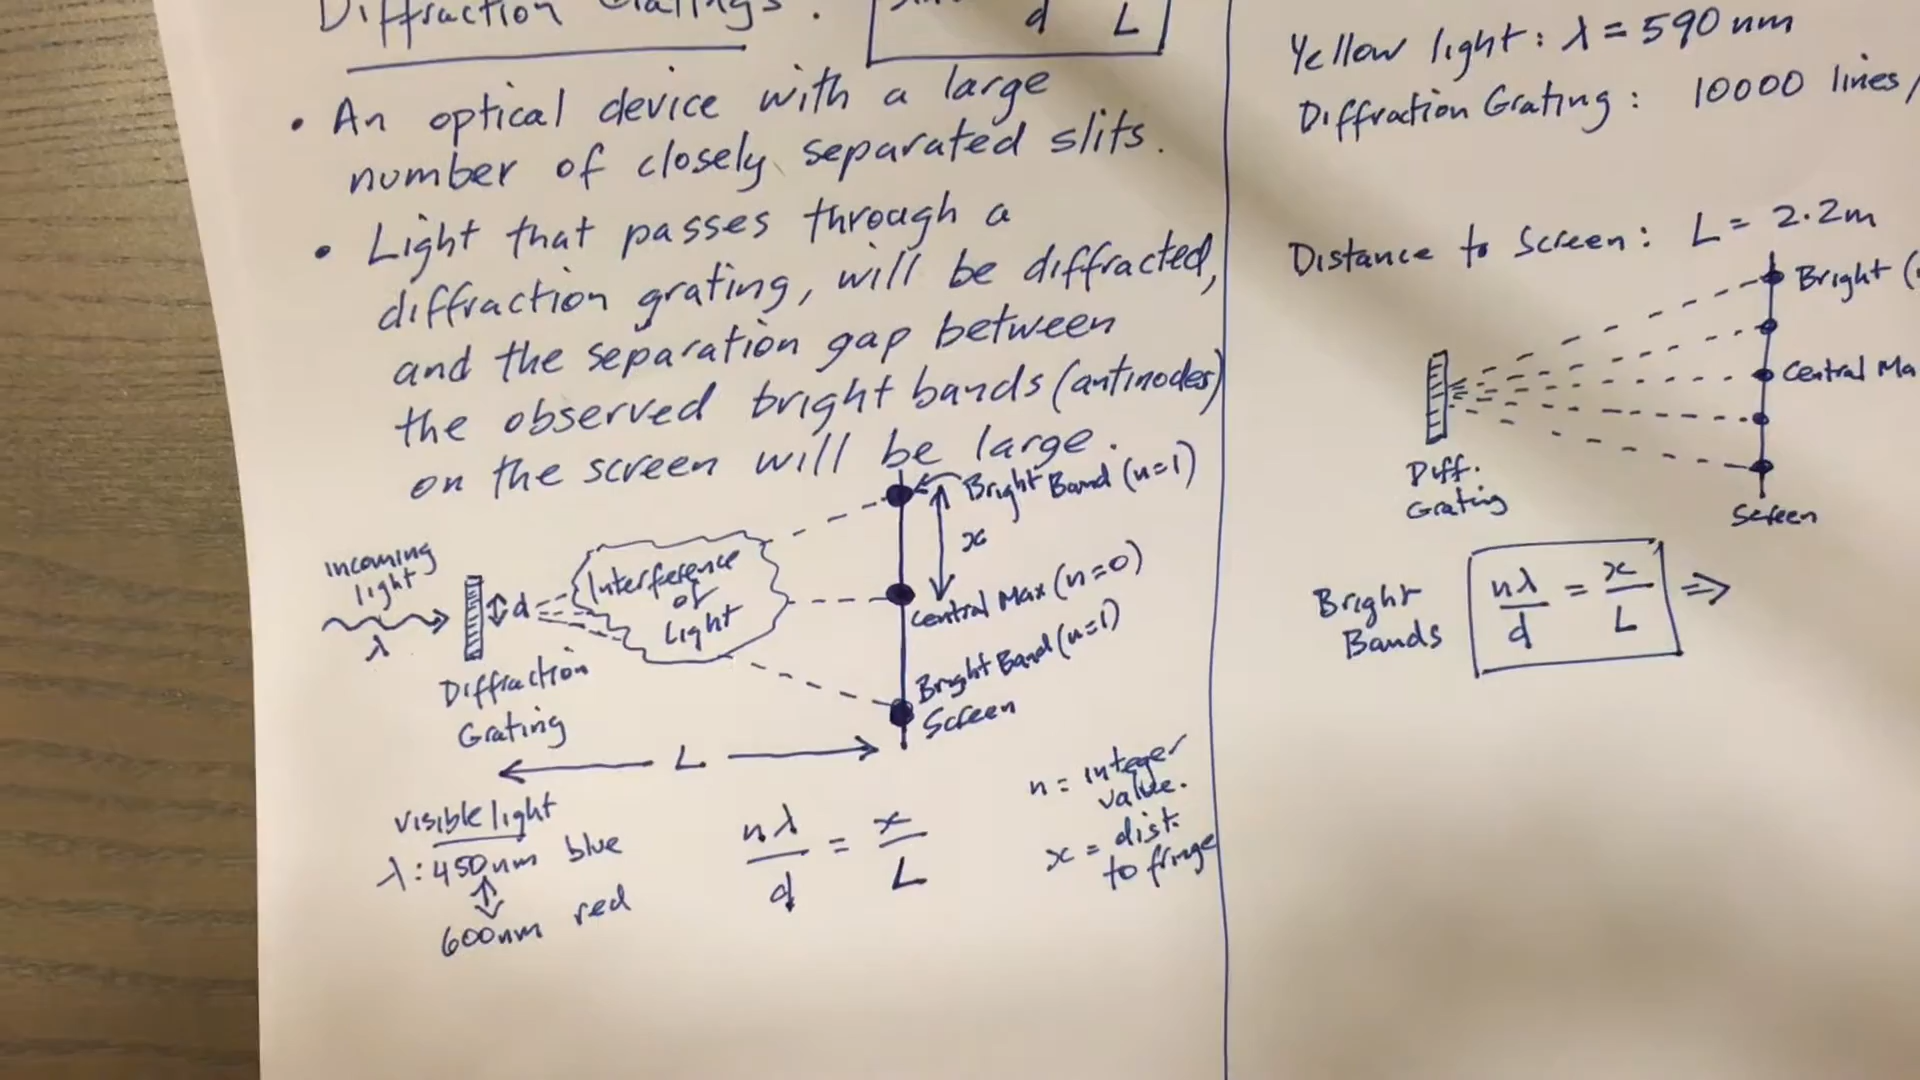 Diffraction Gratings:
d L
• An optical device with a large
number of closely separated slits.
• Light that passes through a
diffraction grating, will be diffracted,
and the separation gap between
the observed bright bands (antinodes)
on the screen will be large.
Bright Band (n=1)
x
incoming
light
λ
d
Interference
of
Light
Central Max (n=0)
Bright Band (n=1)
Screen
Diffraction
Grating
L
visible light
λ: 450nm blue
600nm red
nλ/d = x/L
n = integer
value.
x = dist.
to fringe
Yellow light: λ = 590 nm
Diffraction Grating: 10000 lines/
Distance to Screen: L = 2.2m
Bright (
Central Ma
Diff.
Grating
Screen
Bright
Bands
nλ/d = x/L ⇒